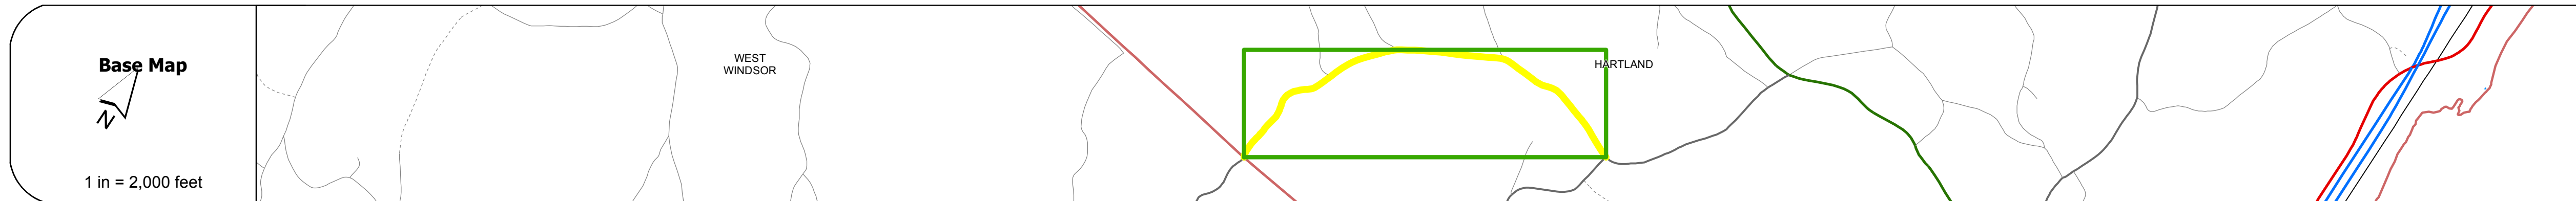 Base Map
N
1 in = 2,000 feet
WEST
WINDSOR
HARTLAND